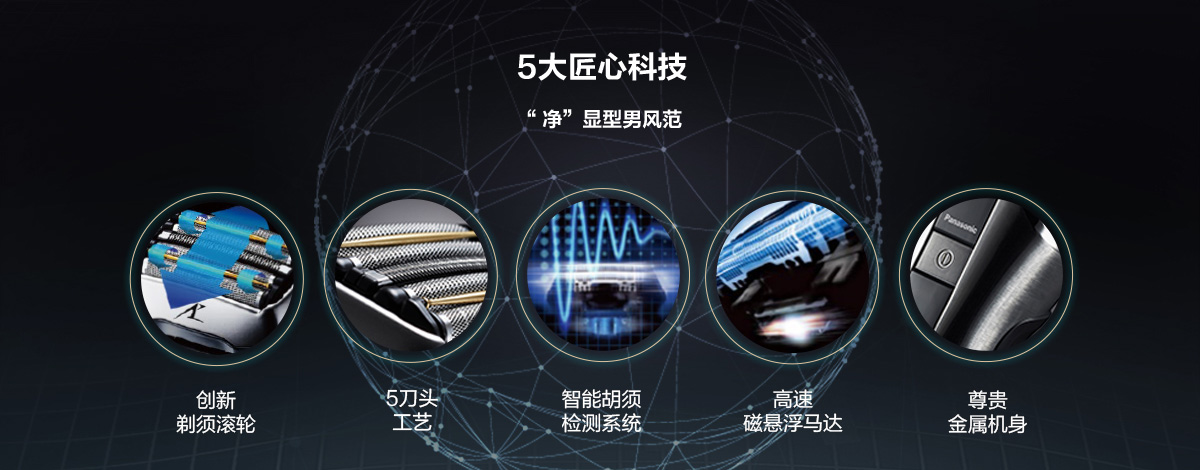 5大匠心科技
“净”显型男风范
Panasonic
X
创新
剃须滚轮
5刀头
工艺
智能胡须
检测系统
高速
磁悬浮马达
尊贵
金属机身